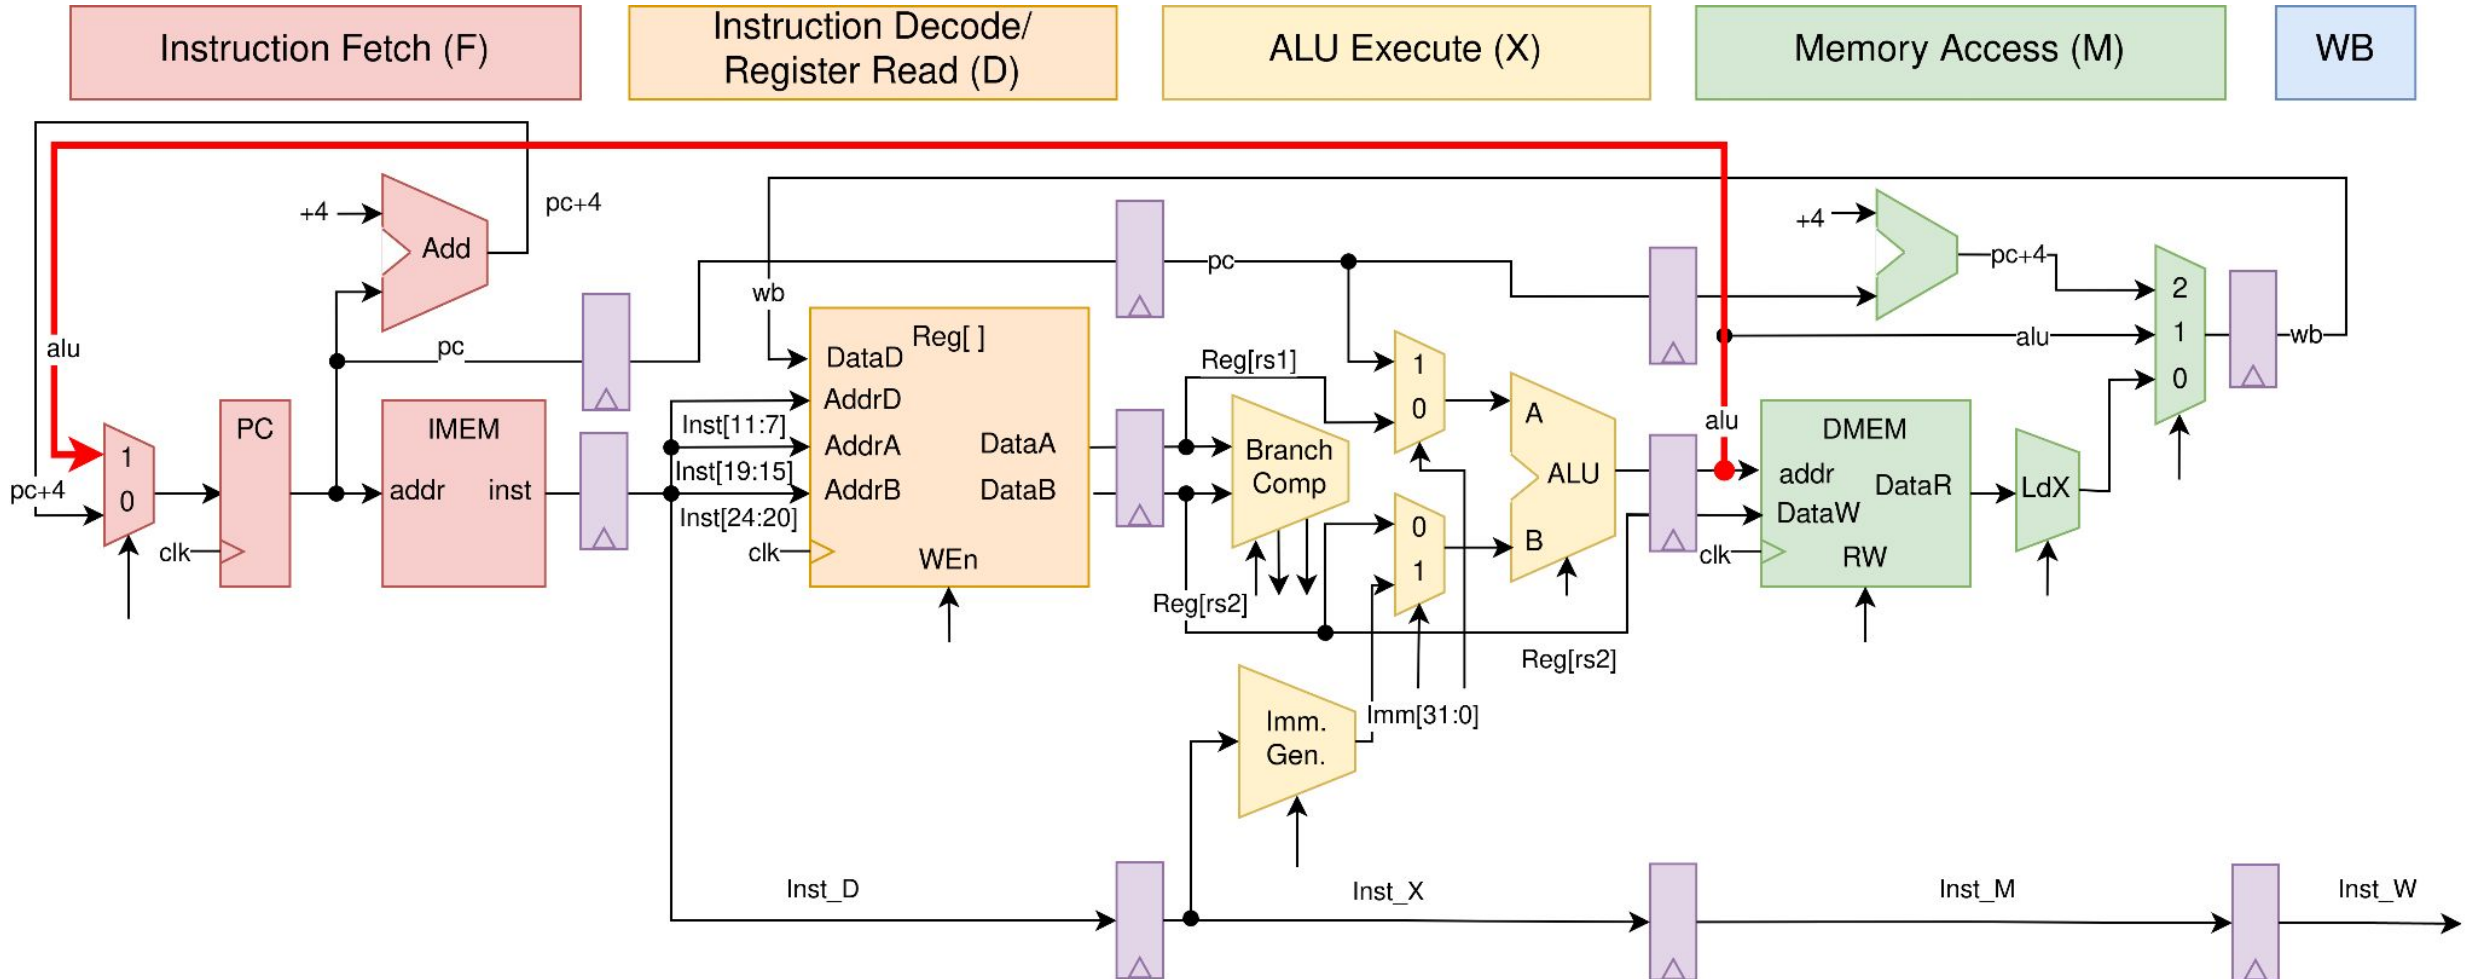 Instruction Fetch (F)
Instruction Decode/
Register Read (D)
ALU Execute (X)
Memory Access (M)
WB
+4
Add
pc+4
alu
pc
pc+4
1
0
clk
PC
IMEM
addr
inst
wb
Reg[ ]
DataD
AddrD
AddrA
AddrB
DataA
DataB
WEn
clk
Inst[11:7]
Inst[19:15]
Inst[24:20]
pc
Reg[rs1]
Branch
Comp
Reg[rs2]
1
0
0
1
A
B
ALU
Reg[rs2]
Imm.
Gen.
Imm[31:0]
alu
+4
pc+4
alu
DMEM
addr
DataW
DataR
RW
clk
LdX
2
1
0
wb
Inst_D
Inst_X
Inst_M
Inst_W